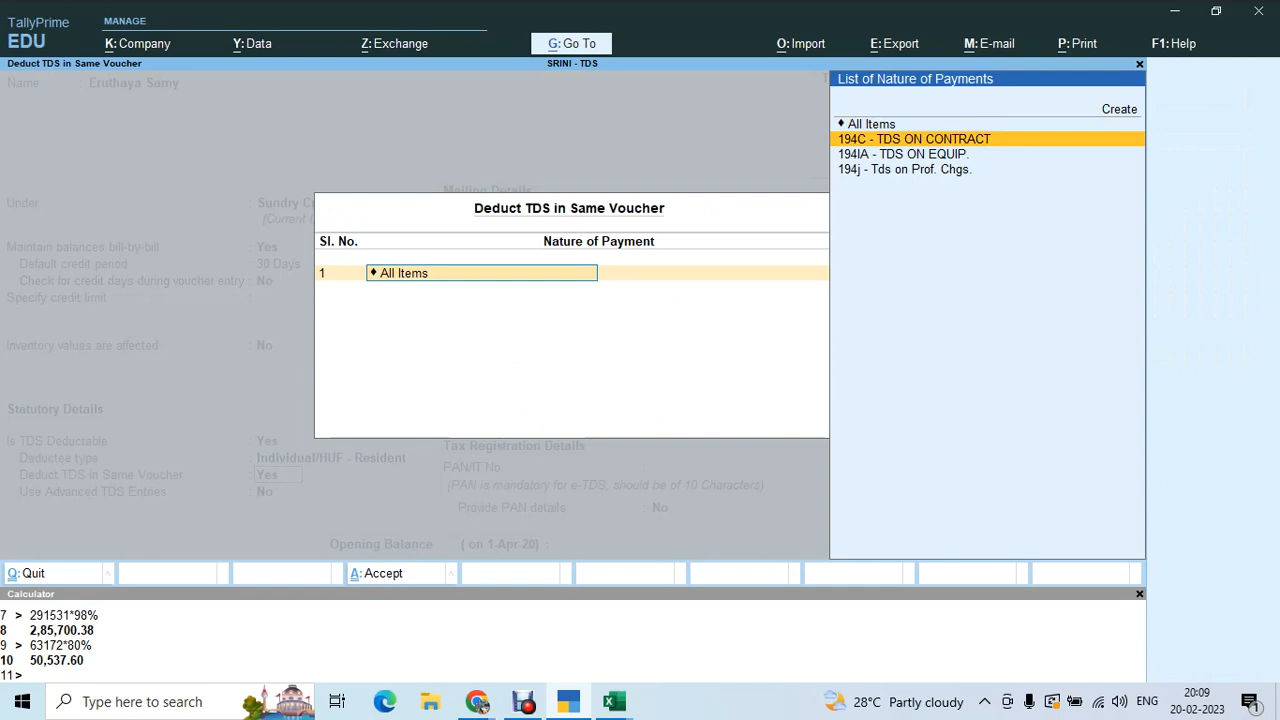 TallyPrime
EDU
MANAGE
K:Company
Y:Data
Z:Exchange
G:Go To
O:Import
E:Export
M:E-mail
P:Print
F1:Help
Deduct TDS in Same Voucher
SRINI - TDS
Name : Eruthaya Samy
Mailing Details
Under : Sundry
(Current
Maintain balances bill-by-bill : Yes
Default credit period : 30 Days
Check for credit days during voucher entry : No
Specify credit limit :
Inventory values are affected : No
Statutory Details
Is TDS Deductable : Yes
Deductee type : Individual/HUF - Resident
Deduct TDS in Same Voucher : Yes
Use Advanced TDS Entries : No
Tax Registration Details
PAN/IT No. :
(PAN is mandatory for e-TDS, should be of 10 Characters)
Provide PAN details : No
Opening Balance ( on 1-Apr-20) :
Deduct TDS in Same Voucher
Sl. No. Nature of Payment
1 ♦ All Items
List of Nature of Payments
Create
♦ All Items
194C - TDS ON CONTRACT
194IA - TDS ON EQUIP.
194j - Tds on Prof. Chgs.
Q:Quit
A:Accept
Calculator
7 > 291531*98%
8 2,85,700.38
9 > 63172*80%
10 50,537.60
11>
Type here to search
28°C Partly cloudy
ENG
20:09
20-02-2023
1